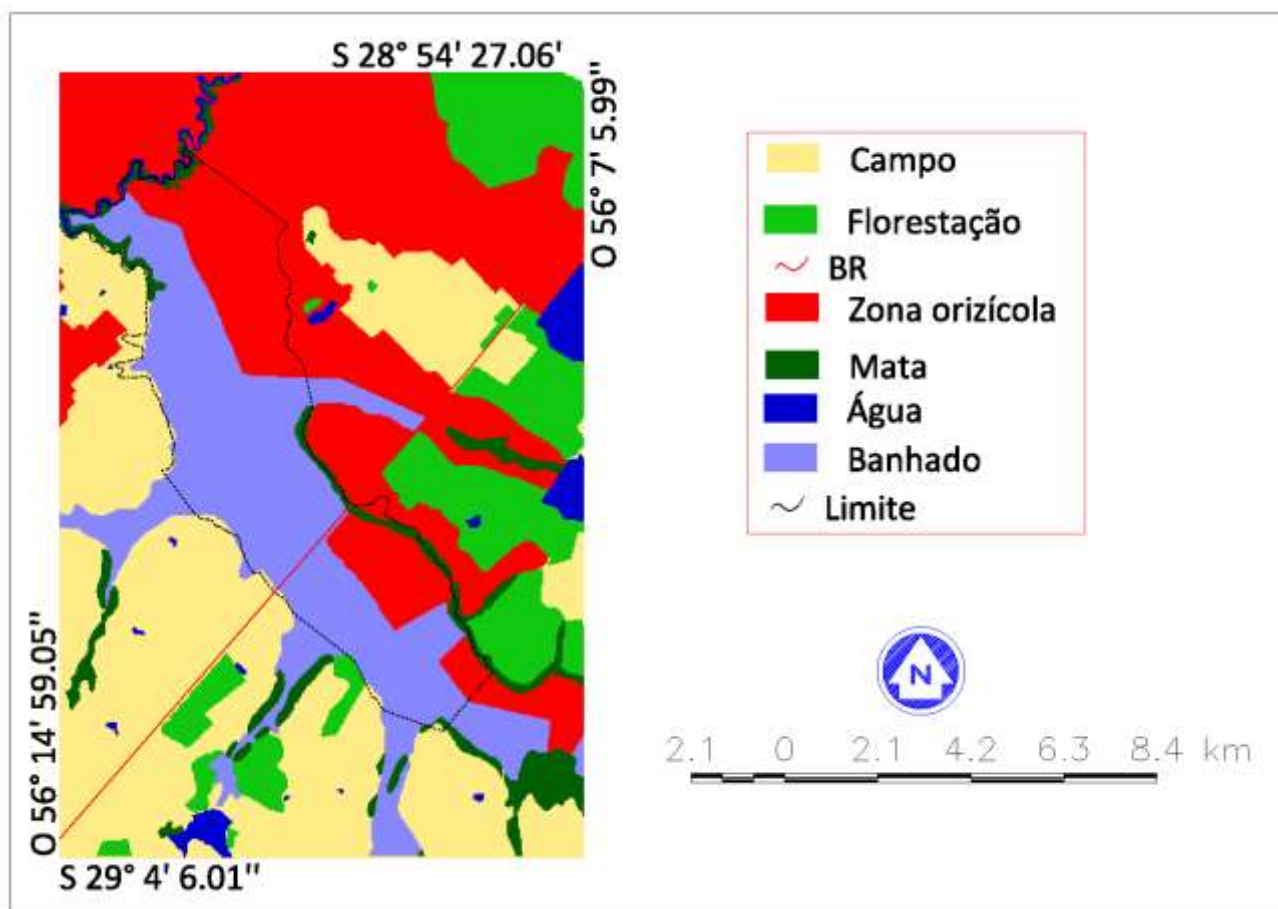 S 28° 54' 27.06'
O 56° 7' 5.99"
Campo
Florestação
BR
Zona orizícola
Mata
Água
Banhado
Limite
N
2.1 0 2.1 4.2 6.3 8.4 km
O 56° 14' 59.05"
S 29° 4' 6.01"